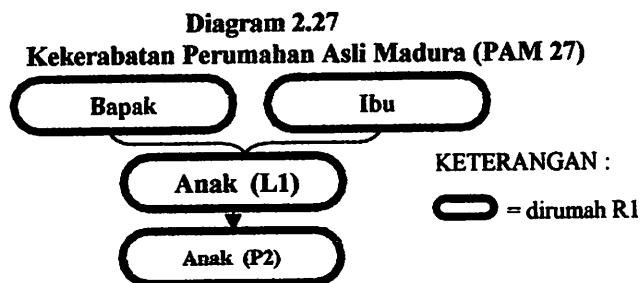 Diagram 2.27
Kekerabatan Perumahan Asli Madura (PAM 27)
Bapak
Ibu
Anak (L1)
KETERANGAN :
= dirumah R1
Anak (P2)